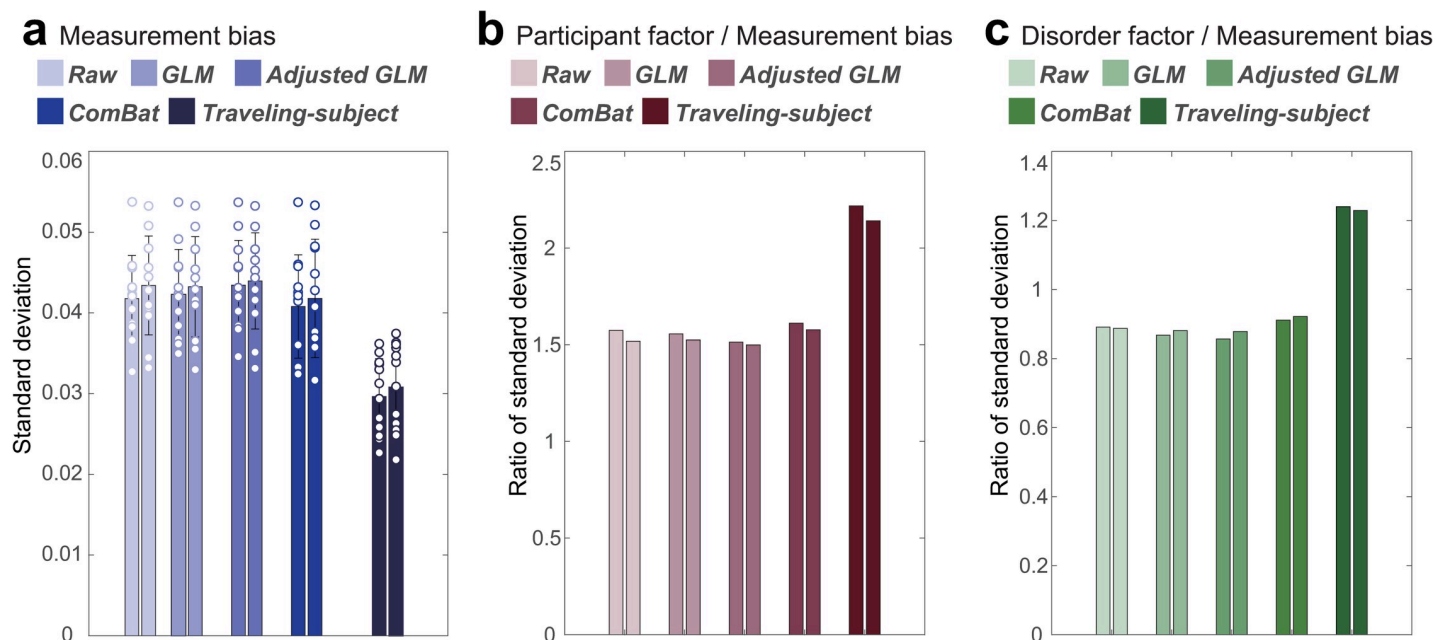 a Measurement bias
Raw GLM Adjusted GLM
ComBat Traveling-subject
Standard deviation
0.06
0.05
0.04
0.03
0.02
0.01
0
b Participant factor / Measurement bias
Raw GLM Adjusted GLM
ComBat Traveling-subject
Ratio of standard deviation
2.5
2
1.5
1
0.5
0
c Disorder factor / Measurement bias
Raw GLM Adjusted GLM
ComBat Traveling-subject
Ratio of standard deviation
1.4
1.2
1
0.8
0.6
0.4
0.2
0